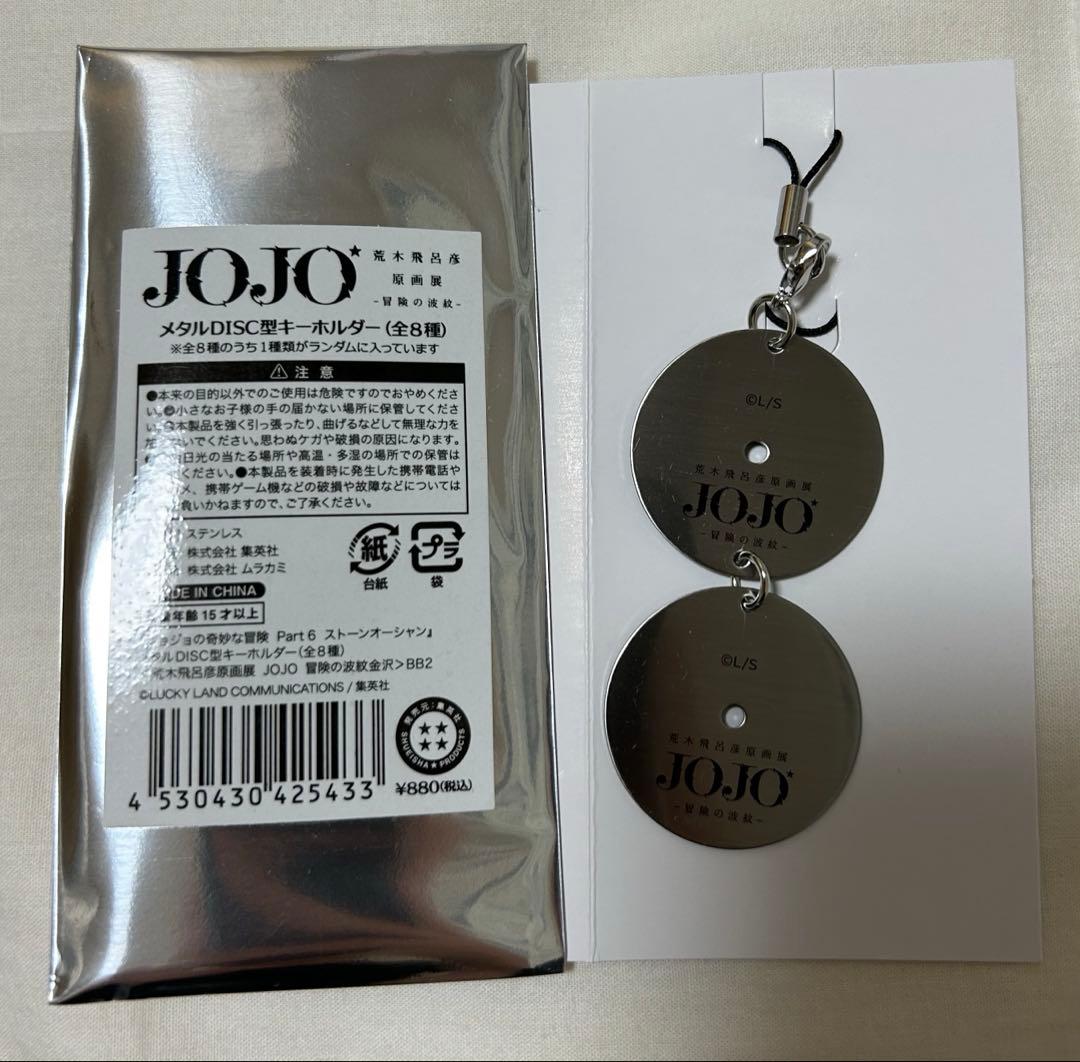 JOJO
荒木飛呂彦
原画展
-冒険の波紋-
メタルDISC型キーホルダー(全8種)
※全8種のうち1種類がランダムに入っています
⚠注意
●本来の目的以外でのご使用は危険ですのでおやめくださ
い。●小さなお子様の手の届かない場所に保管してくださ
い。●本製品を強く引っ張ったり、曲げるなどして無理な力を
ないでください。思わぬケガや破損の原因になります。
日光の当たる場所や高温・多湿の場所での保管は
ください。●本製品を装着時に発生した携帯電話や
、携帯ゲーム機などの破損や故障などについては
負いかねますので、ご了承ください。
ステンレス
株式会社 集英社
株式会社 ムラカミ
DE IN CHINA
年齢15才以上
ジョジョの奇妙な冒険 Part6 ストーンオーシャン』
タルDISC型キーホルダー(全8種)
荒木飛呂彦原画展 JOJO 冒険の波紋金沢>BB2
©LUCKY LAND COMMUNICATIONS / 集英社
紙
台紙
プラ
袋
発売元:集英社
SHUEISHA★PRODUCTS
4 530430 425433
¥880(税込)
©L/S
荒木飛呂彦原画展
JOJO
-冒険の波紋-
©L/S
荒木飛呂彦原画展
JOJO
-冒険の波紋-